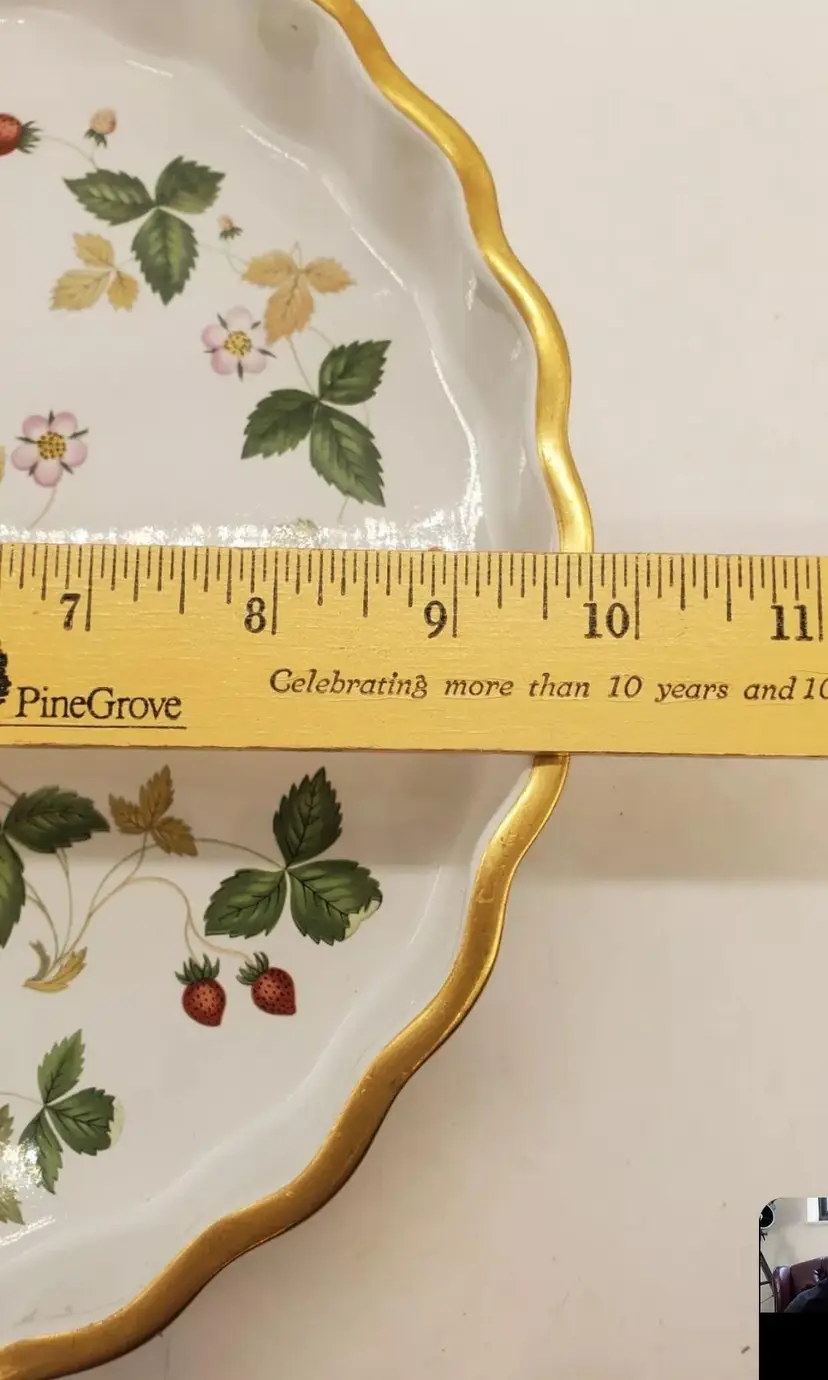 7 8 9 10 11
Celebrating more than 10 years and 10
PineGrove